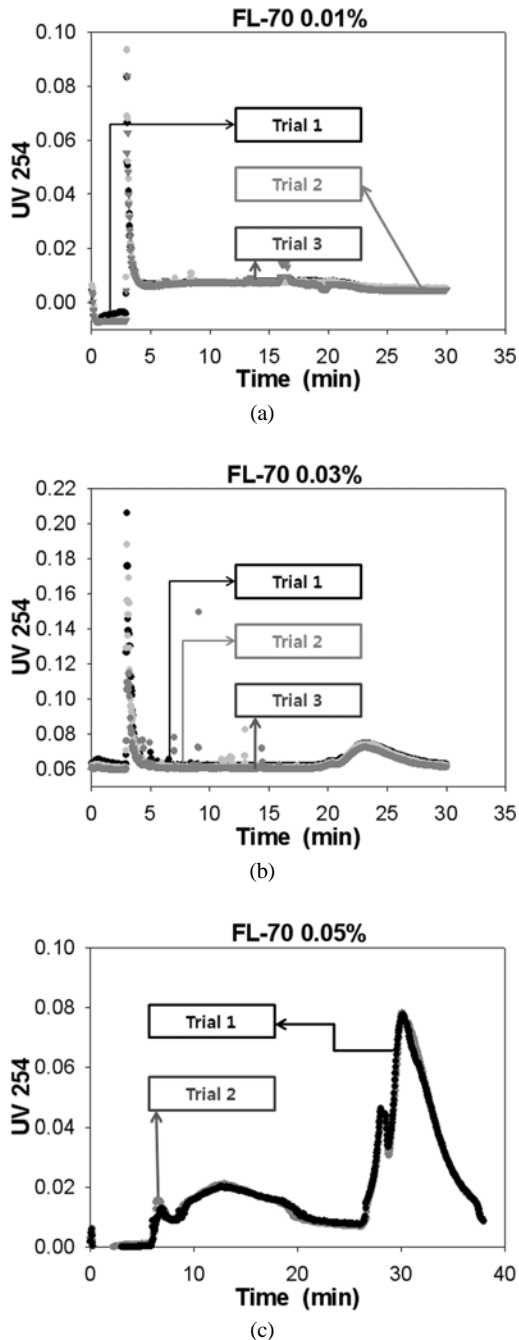 FL-70 0.01%
0.10
0.08
0.06
0.04
0.02
0.00
UV 254
Trial 1
Trial 2
Trial 3
0 5 10 15 20 25 30 35
Time (min)
(a)
FL-70 0.03%
0.22
0.20
0.18
0.16
0.14
0.12
0.10
0.08
0.06
UV 254
Trial 1
Trial 2
Trial 3
0 5 10 15 20 25 30 35
Time (min)
(b)
FL-70 0.05%
0.10
0.08
0.06
0.04
0.02
0.00
UV 254
Trial 1
Trial 2
0 10 20 30 40
Time (min)
(c)